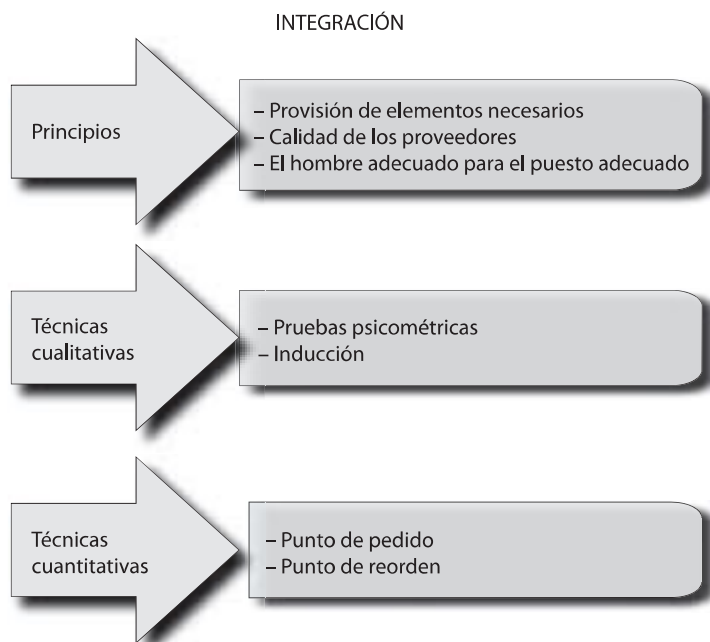 INTEGRACIÓN
Principios
– Provisión de elementos necesarios
– Calidad de los proveedores
– El hombre adecuado para el puesto adecuado
Técnicas
cualitativas
– Pruebas psicométricas
– Inducción
Técnicas
cuantitativas
– Punto de pedido
– Punto de reorden